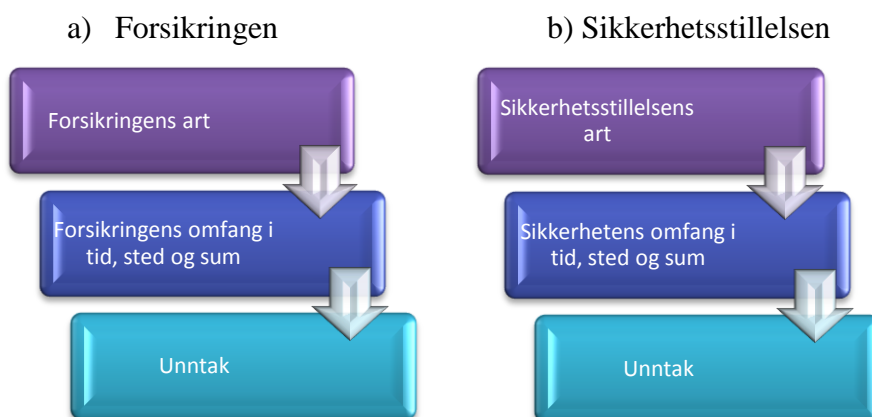 a) Forsikringen
Forsikringens art
Forsikringens omfang i
tid, sted og sum
Unntak
b) Sikkerhetsstillelsen
Sikkerhetsstillelsens
art
Sikkerhetens omfang i
tid, sted og sum
Unntak